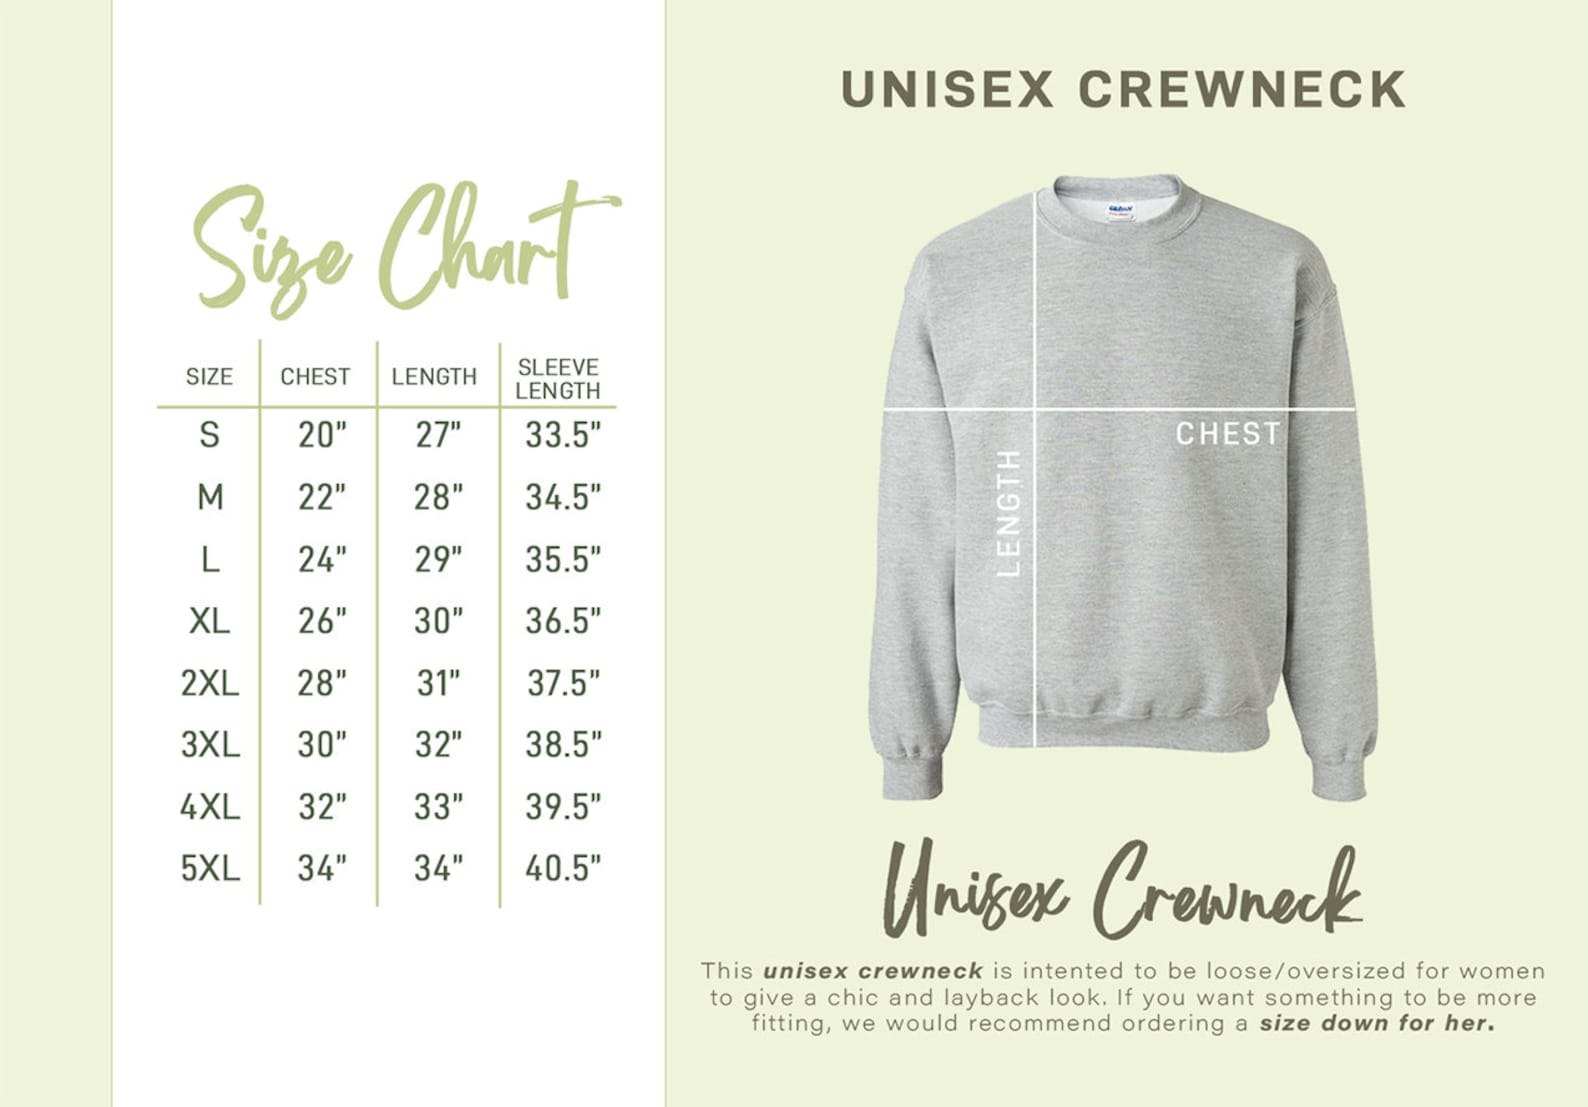 Size Chart
SIZE CHEST LENGTH SLEEVE LENGTH
S 20" 27" 33.5"
M 22" 28" 34.5"
L 24" 29" 35.5"
XL 26" 30" 36.5"
2XL 28" 31" 37.5"
3XL 30" 32" 38.5"
4XL 32" 33" 39.5"
5XL 34" 34" 40.5"
UNISEX CREWNECK
GILDAN
CHEST
LENGTH
Unisex Crewneck
This unisex crewneck is intented to be loose/oversized for women
to give a chic and layback look. If you want something to be more
fitting, we would recommend ordering a size down for her.